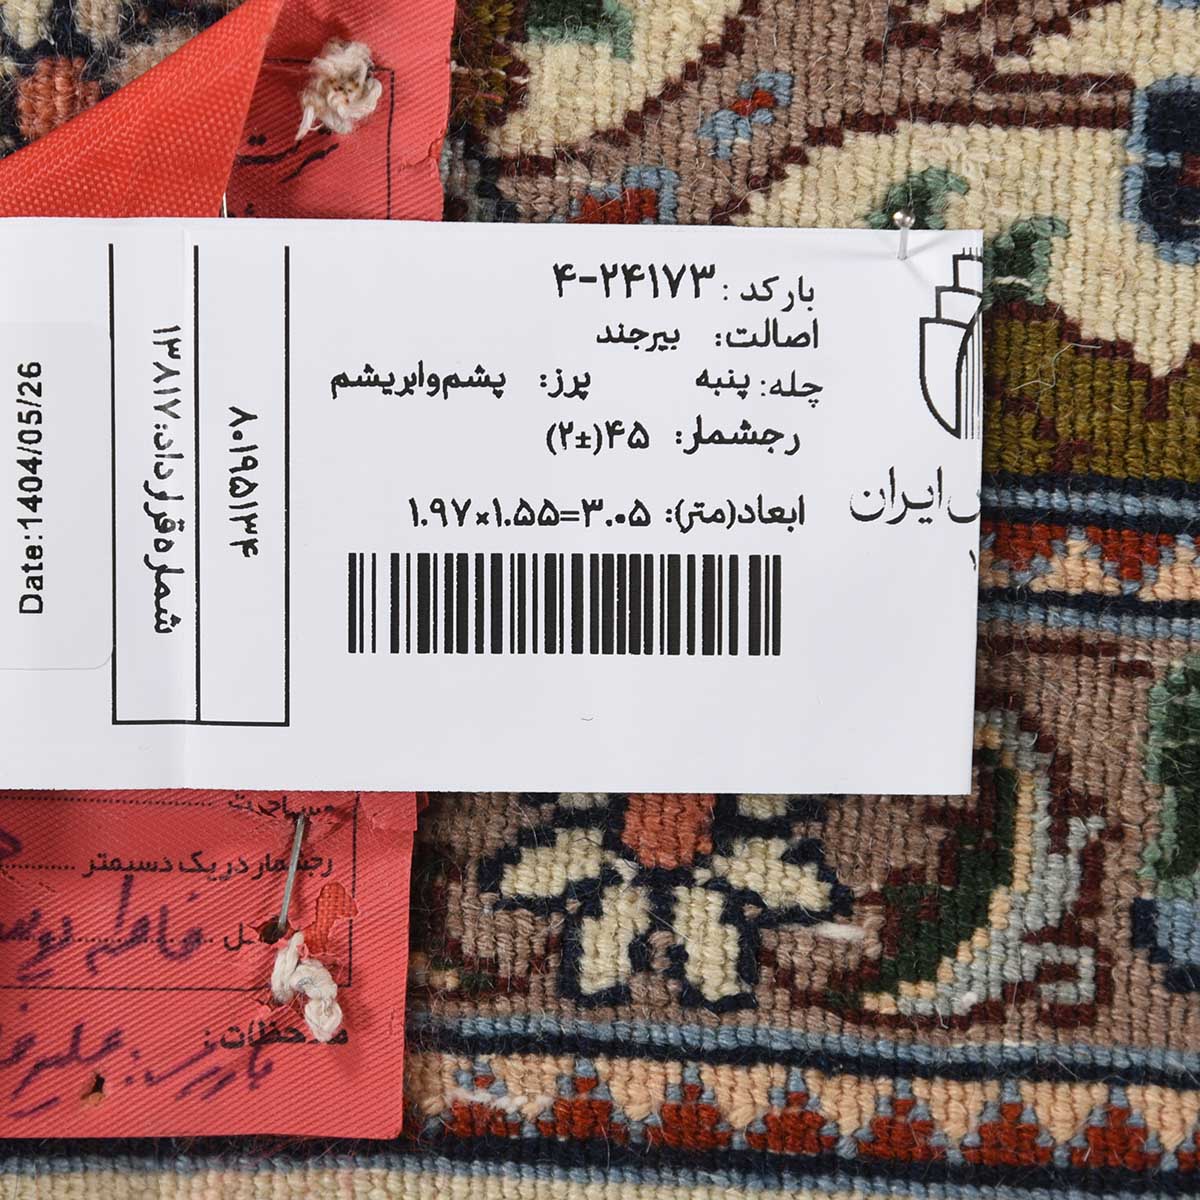 بارکد: ۲۴۱۷۳-۴
اصالت: بیرجند
چله: پنبه پرز: پشم‌وابریشم
رجشمار: ۴۵(±۲)
ابعاد(متر): ۳.۰۵=۱.۵۵×۱.۹۷
ایران
۸۰۱۹۵۱۳۴
شماره قرارداد: ۱۳۸۱۷
Date:1404/05/26
رجشمار در یک دسیمتر
ملاحظات: